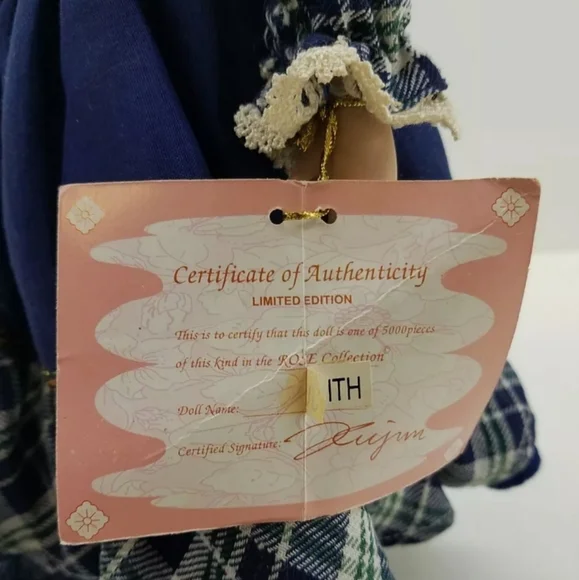 Certificate of Authenticity
LIMITED EDITION
This is to certify that this doll is one of 5000pieces
of this kind in the ROSE Collection
Doll Name:
ITH
Certified Signature: